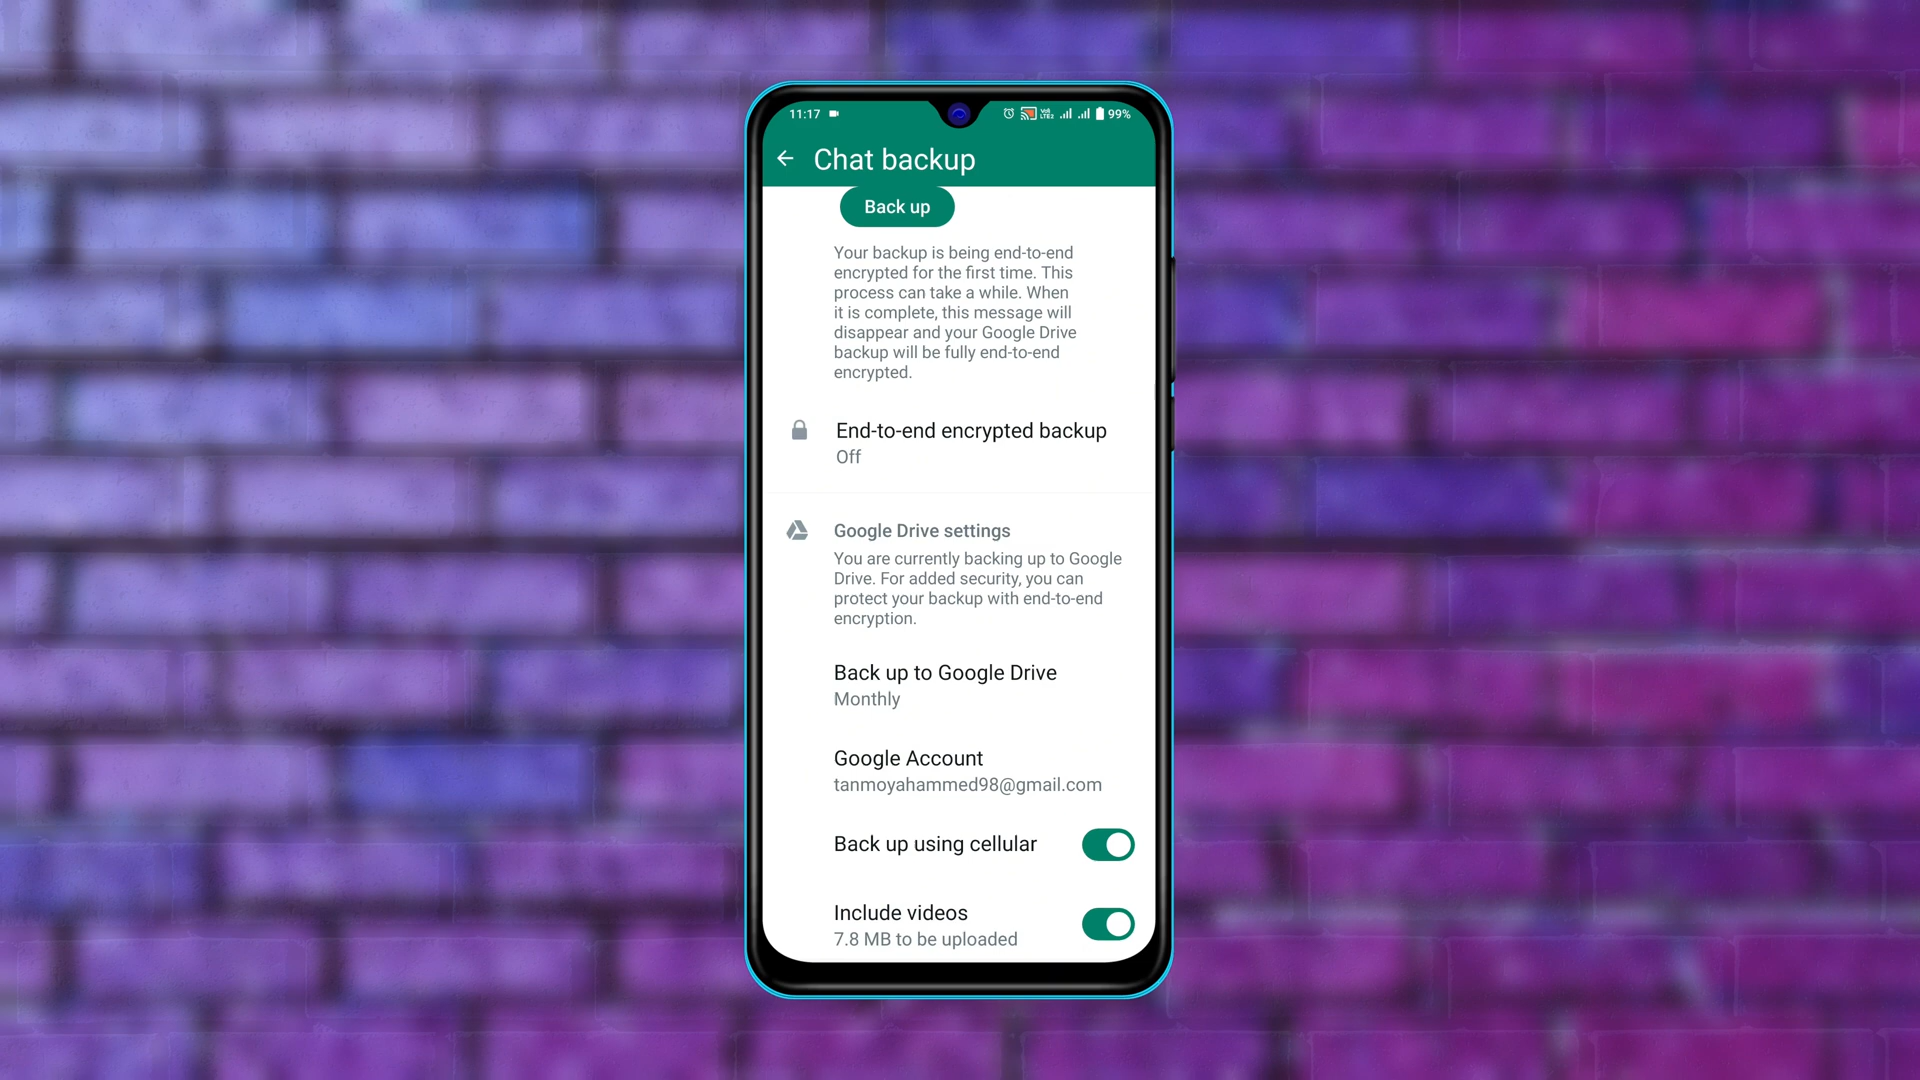 11:17
Vo8 LTE2
99%
Chat backup
Back up
Your backup is being end-to-end
encrypted for the first time. This
process can take a while. When
it is complete, this message will
disappear and your Google Drive
backup will be fully end-to-end
encrypted.
End-to-end encrypted backup
Off
Google Drive settings
You are currently backing up to Google
Drive. For added security, you can
protect your backup with end-to-end
encryption.
Back up to Google Drive
Monthly
Google Account
tanmoyahammed98@gmail.com
Back up using cellular
Include videos
7.8 MB to be uploaded